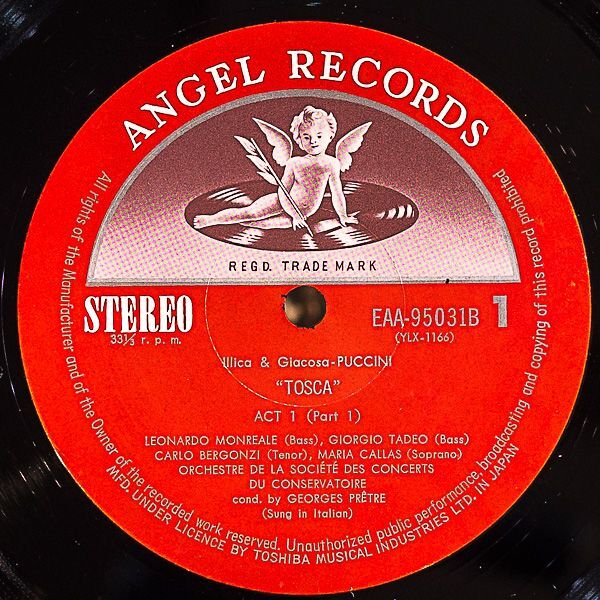 ANGEL RECORDS
REGD. TRADE MARK
STEREO
33⅓ r. p. m.
EAA-95031B 1
(YLX-1166)
Illica & Giacosa-PUCCINI
"TOSCA"
ACT 1 (Part 1)
LEONARDO MONREALE (Bass), GIORGIO TADEO (Bass)
CARLO BERGONZI (Tenor), MARIA CALLAS (Soprano)
ORCHESTRE DE LA SOCIÉTÉ DES CONCERTS
DU CONSERVATOIRE
cond. by GEORGES PRÊTRE
(Sung in Italian)
All rights of the Manufacturer and of the Owner of the recorded work reserved. Unauthorized public performance, broadcasting and copying of this record prohibited
MFD. UNDER LICENCE BY TOSHIBA MUSICAL INDUSTRIES LTD. IN JAPAN